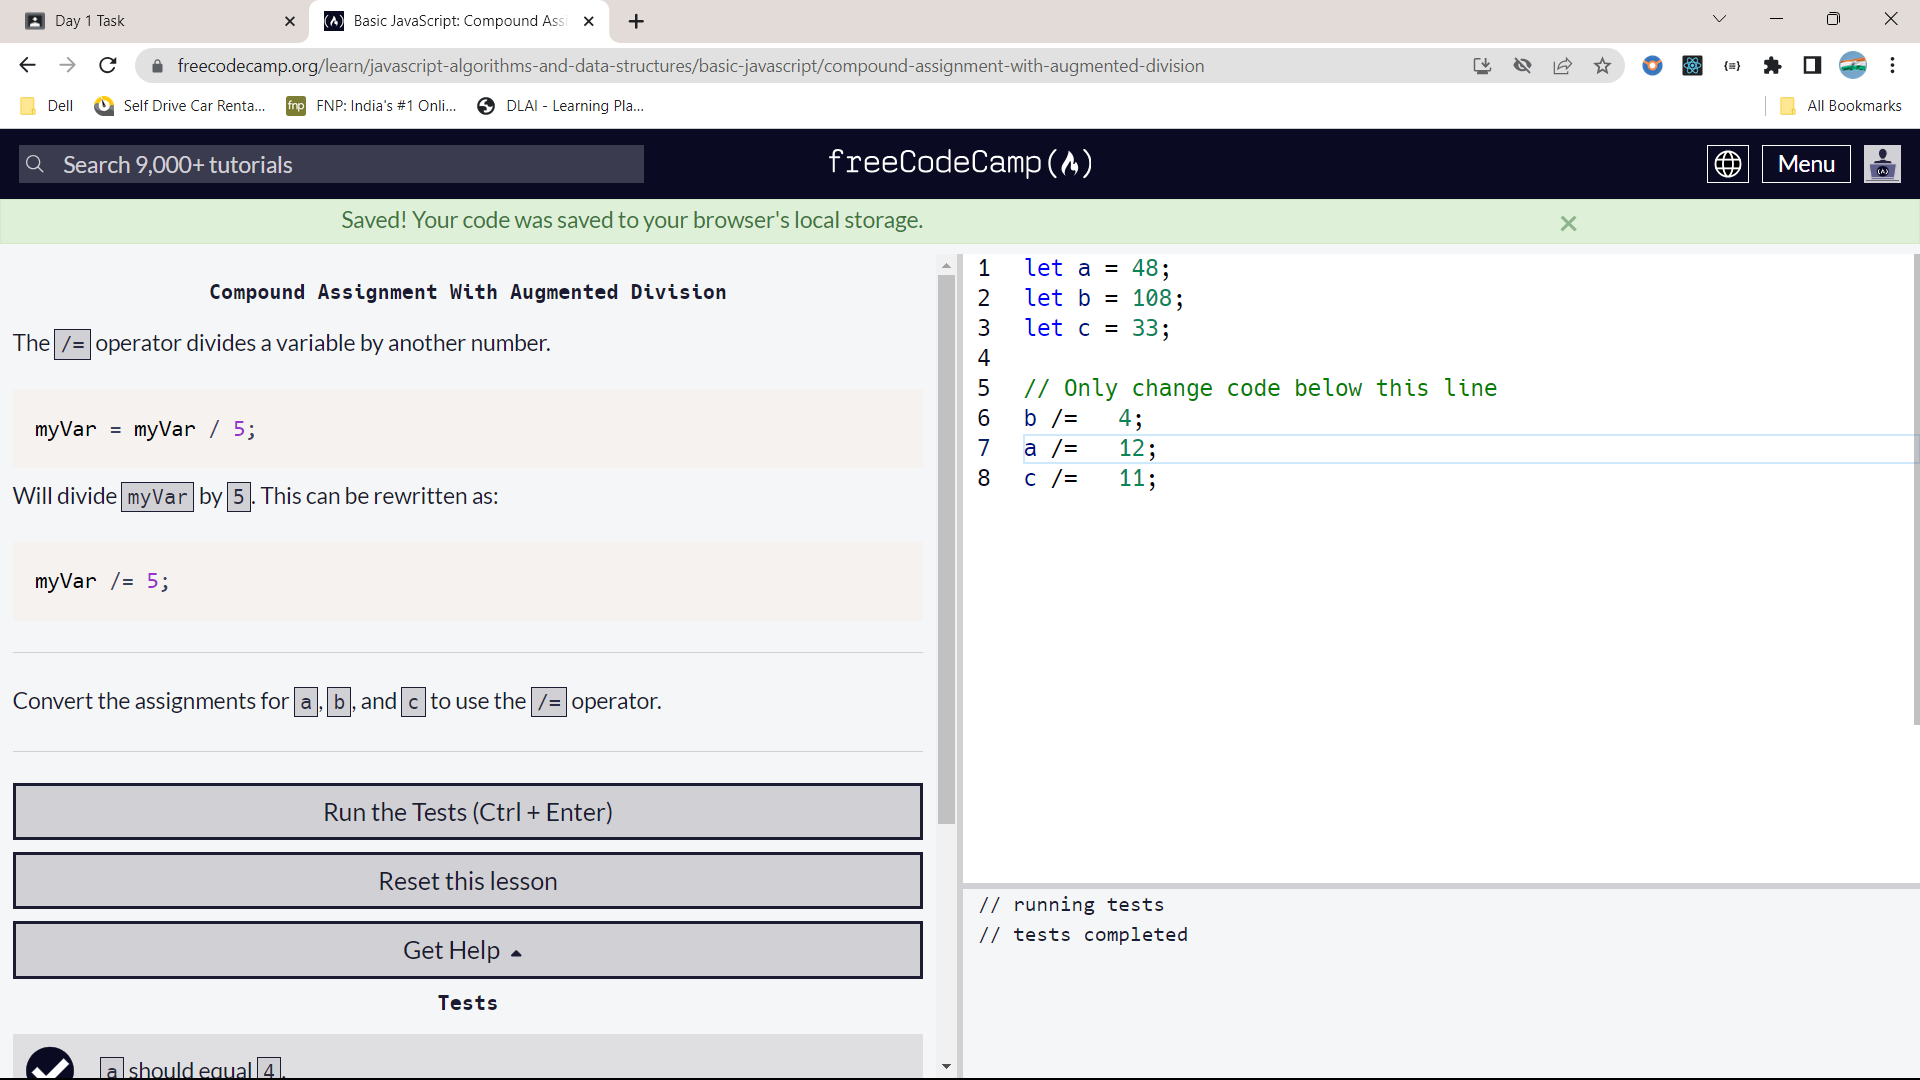 Day 1 Task
Basic JavaScript: Compound Ass
freecodecamp.org/learn/javascript-algorithms-and-data-structures/basic-javascript/compound-assignment-with-augmented-division
Dell
Self Drive Car Renta...
fnp
FNP: India's #1 Onli...
DLAI - Learning Pla...
All Bookmarks
Search 9,000+ tutorials
freeCodeCamp(🔥)
Menu
Saved! Your code was saved to your browser's local storage.
Compound Assignment With Augmented Division
The /= operator divides a variable by another number.
myVar = myVar / 5;
Will divide myVar by 5. This can be rewritten as:
myVar /= 5;
Convert the assignments for a, b, and c to use the /= operator.
Run the Tests (Ctrl + Enter)
Reset this lesson
Get Help
Tests
a should equal 4.
1 let a = 48;
2 let b = 108;
3 let c = 33;
4
5 // Only change code below this line
6 b /=   4;
7 a /=   12;
8 c /=   11;
// running tests
// tests completed